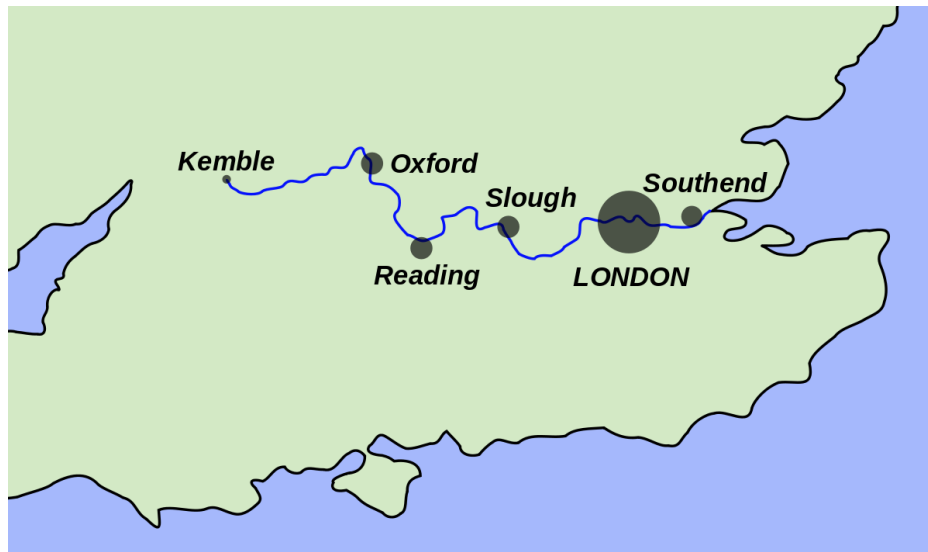 Kemble
Oxford
Slough
Southend
Reading
LONDON